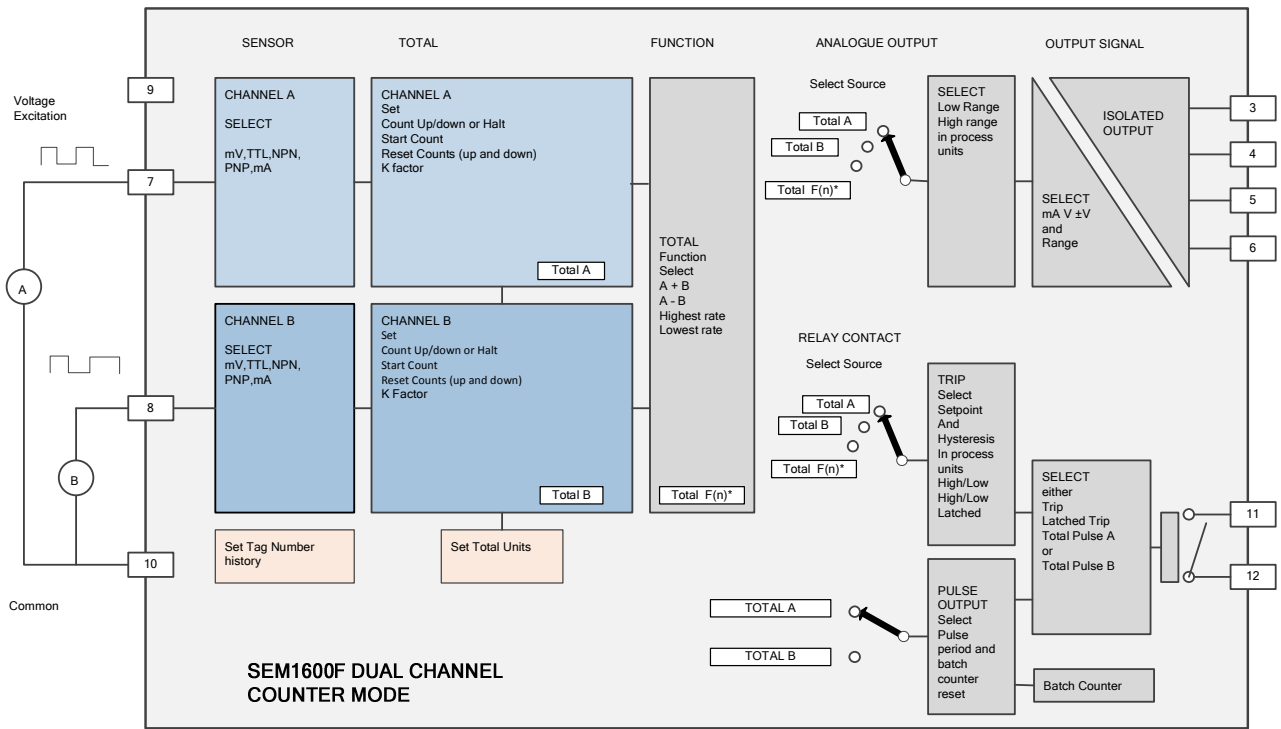 SENSOR
TOTAL
FUNCTION
ANALOGUE OUTPUT
OUTPUT SIGNAL
Voltage
Excitation
9
7
8
10
Common
A
B
CHANNEL A
SELECT
mV,TTL,NPN,
PNP,mA
CHANNEL A
Set
Count Up/down or Halt
Start Count
Reset Counts (up and down)
K factor
Total A
CHANNEL B
SELECT
mV,TTL,NPN,
PNP,mA
CHANNEL B
Set
Count Up/down or Halt
Start Count
Reset Counts (up and down)
K Factor
Total B
Set Tag Number
history
Set Total Units
TOTAL
Function
Select
A + B
A - B
Highest rate
Lowest rate
Total F(n)*
Select Source
Total A
Total B
Total F(n)*
SELECT
Low Range
High range
in process
units
ISOLATED
OUTPUT
SELECT
mA V ±V
and
Range
3
4
5
6
RELAY CONTACT
Select Source
Total A
Total B
Total F(n)*
TRIP
Select
Setpoint
And
Hysteresis
In process
units
High/Low
High/Low
Latched
SELECT
either
Trip
Latched Trip
Total Pulse A
or
Total Pulse B
11
12
TOTAL A
TOTAL B
PULSE
OUTPUT
Select
Pulse
period and
batch
counter
reset
Batch Counter
SEM1600F DUAL CHANNEL
COUNTER MODE